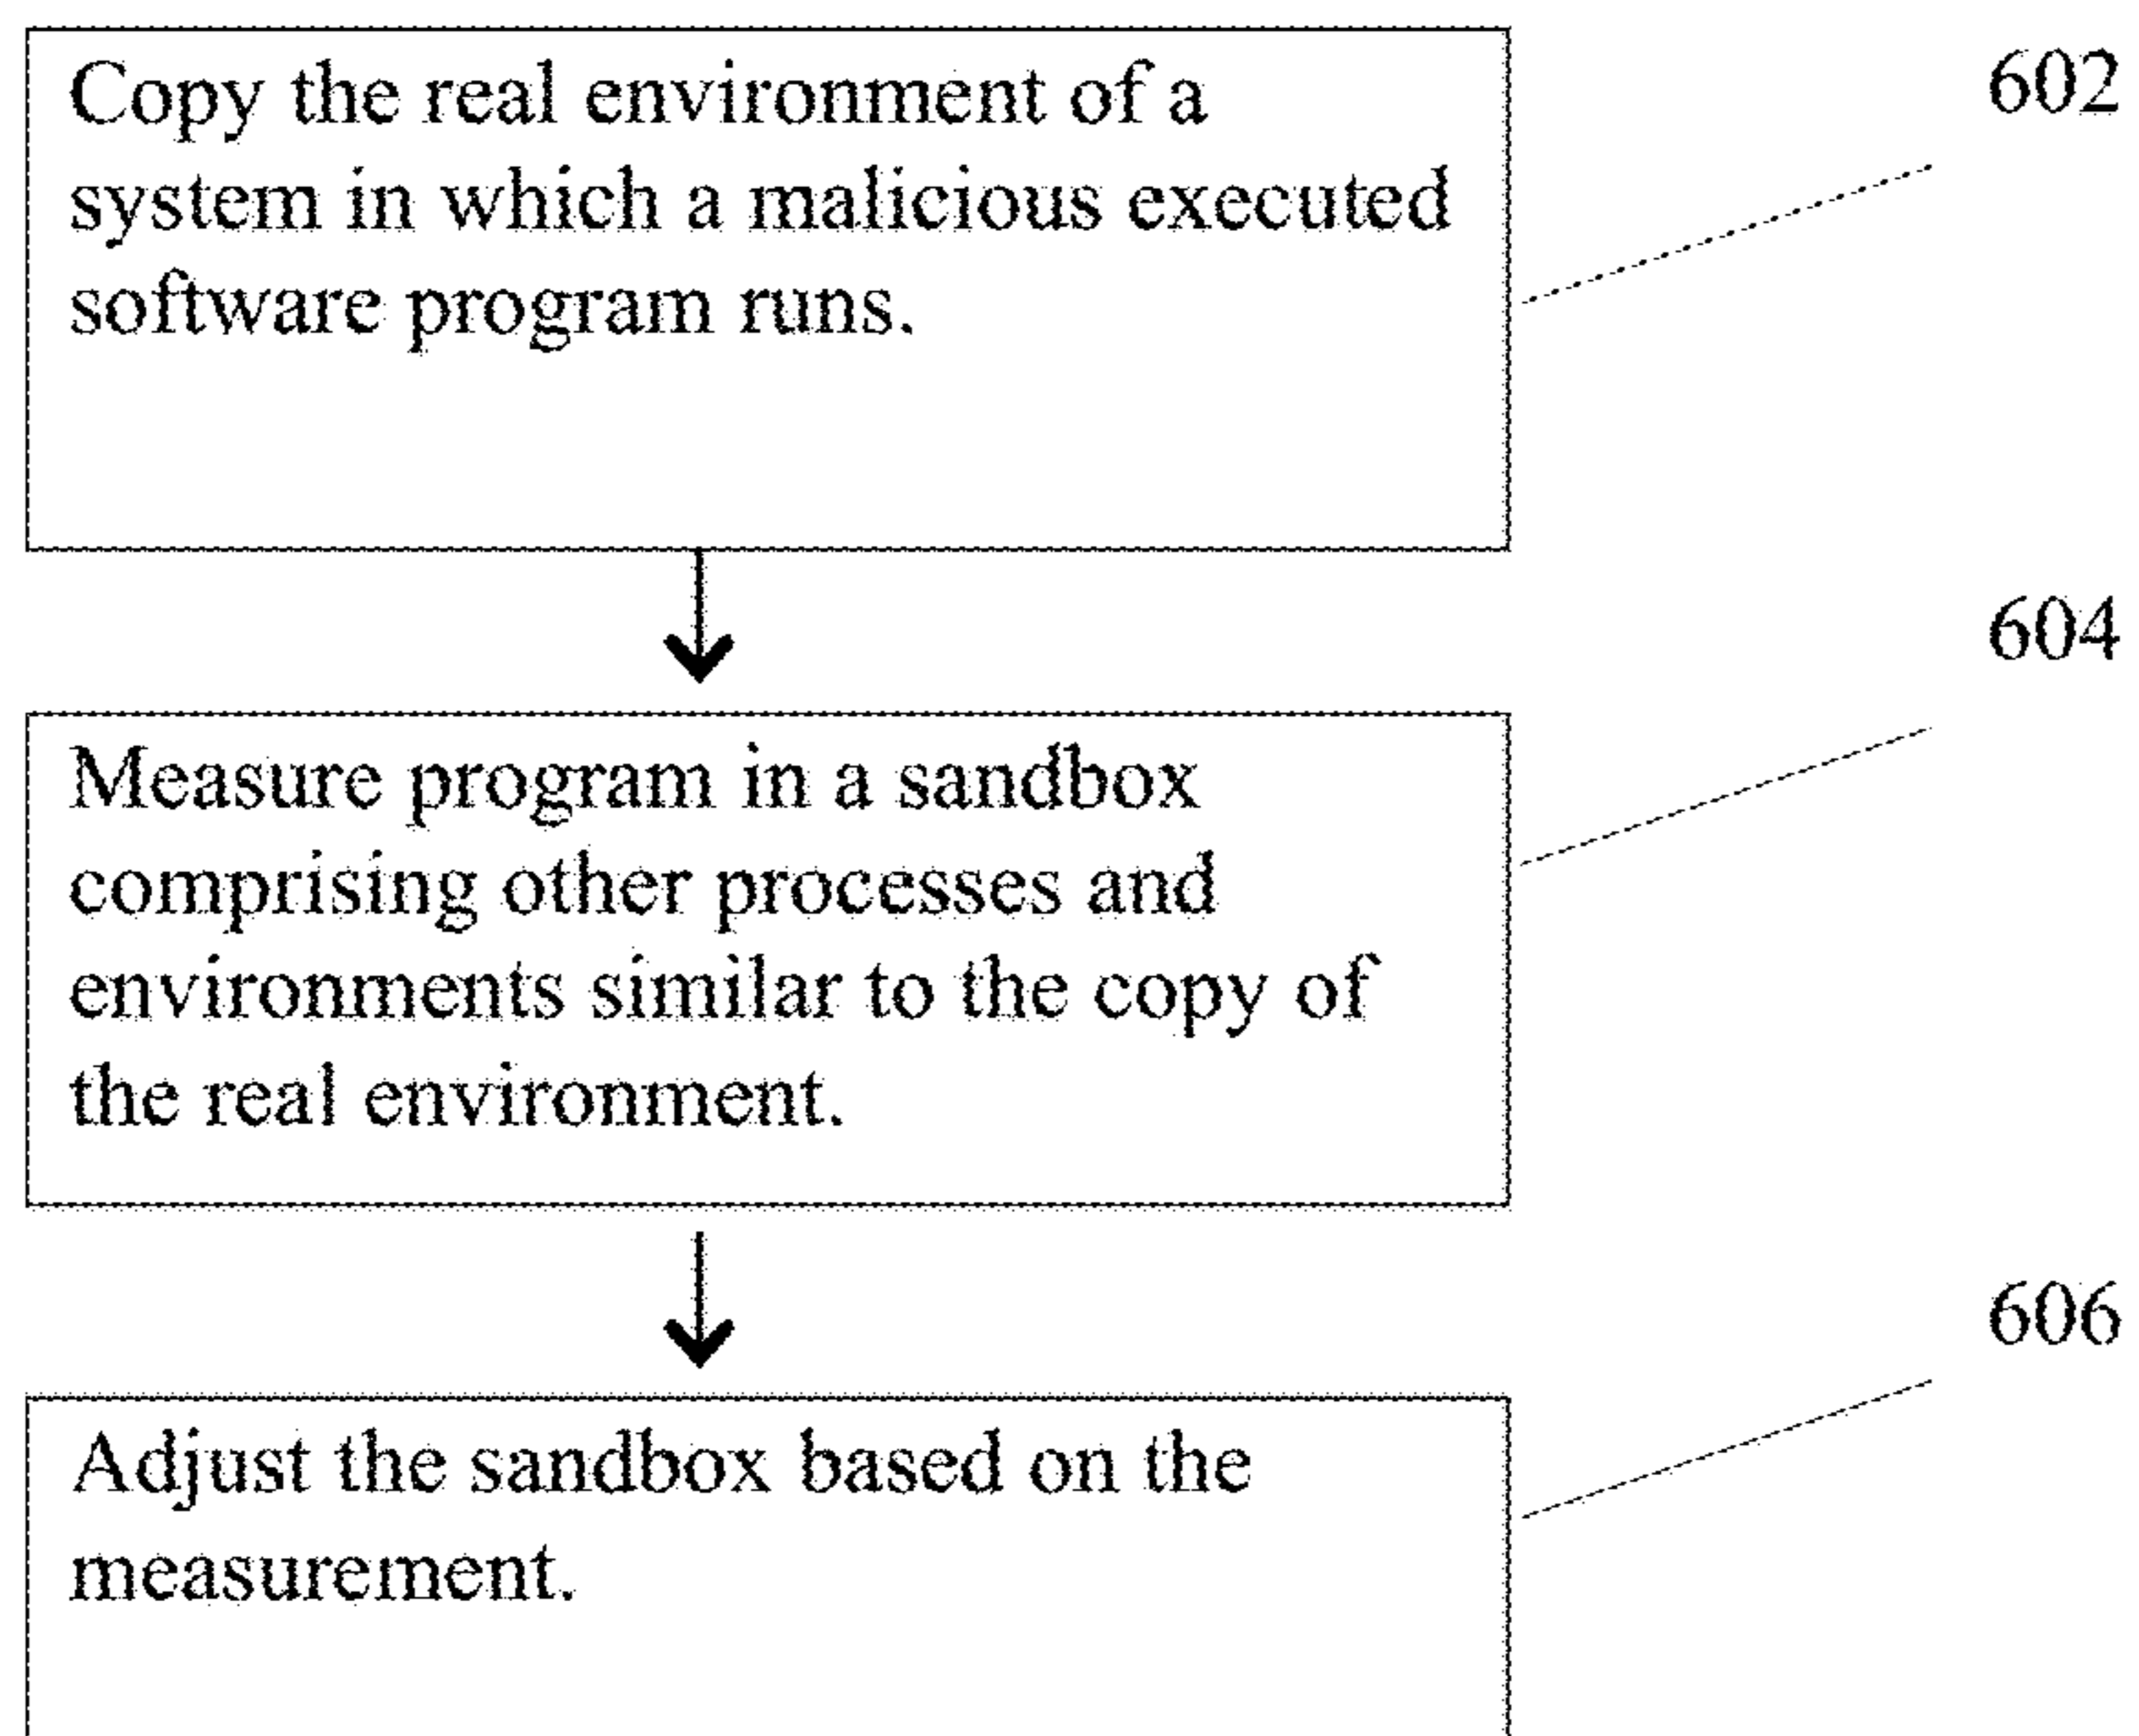 Copy the real environment of a
602
system in which a malicious executed
software program runs.
604
Measure program in a sandbox
comprising other processes and
environments similar to the copy of
the real environment.
606
Adjust the sandbox based on the
measurement.